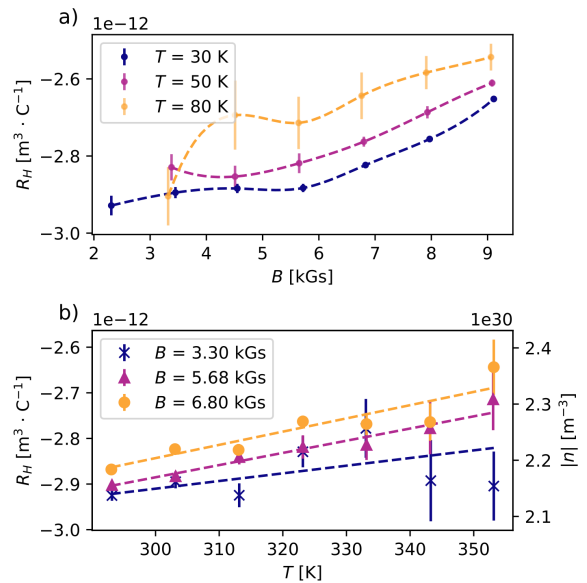 a)
1e−12
T = 30 K
T = 50 K
T = 80 K
−2.6
−2.8
−3.0
R_H [m³ · C⁻¹]
2 3 4 5 6 7 8 9
B [kGs]
b)
1e−12 1e30
B = 3.30 kGs
B = 5.68 kGs
B = 6.80 kGs
−2.6
−2.7
−2.8
−2.9
−3.0
R_H [m³ · C⁻¹]
2.4
2.3
2.2
2.1
|n| [m⁻³]
300 310 320 330 340 350
T [K]